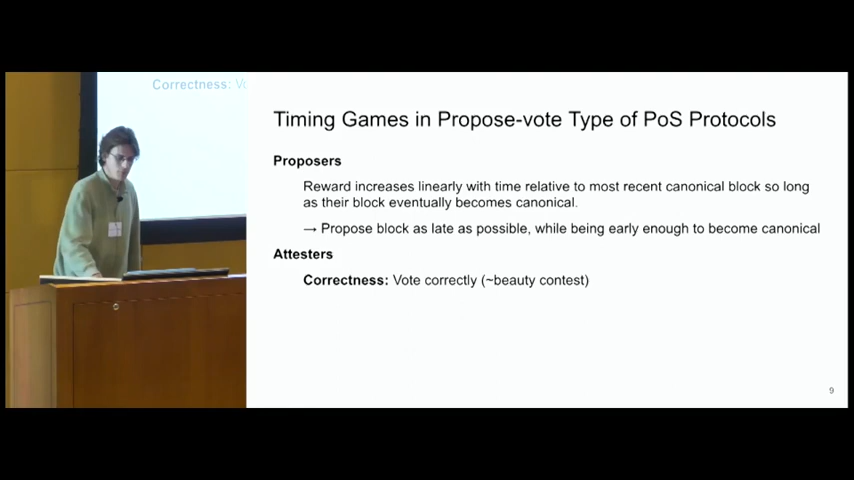 Correctness: Vo
Timing Games in Propose-vote Type of PoS Protocols
Proposers
Reward increases linearly with time relative to most recent canonical block so long
as their block eventually becomes canonical.
→ Propose block as late as possible, while being early enough to become canonical
Attesters
Correctness: Vote correctly (~beauty contest)
9